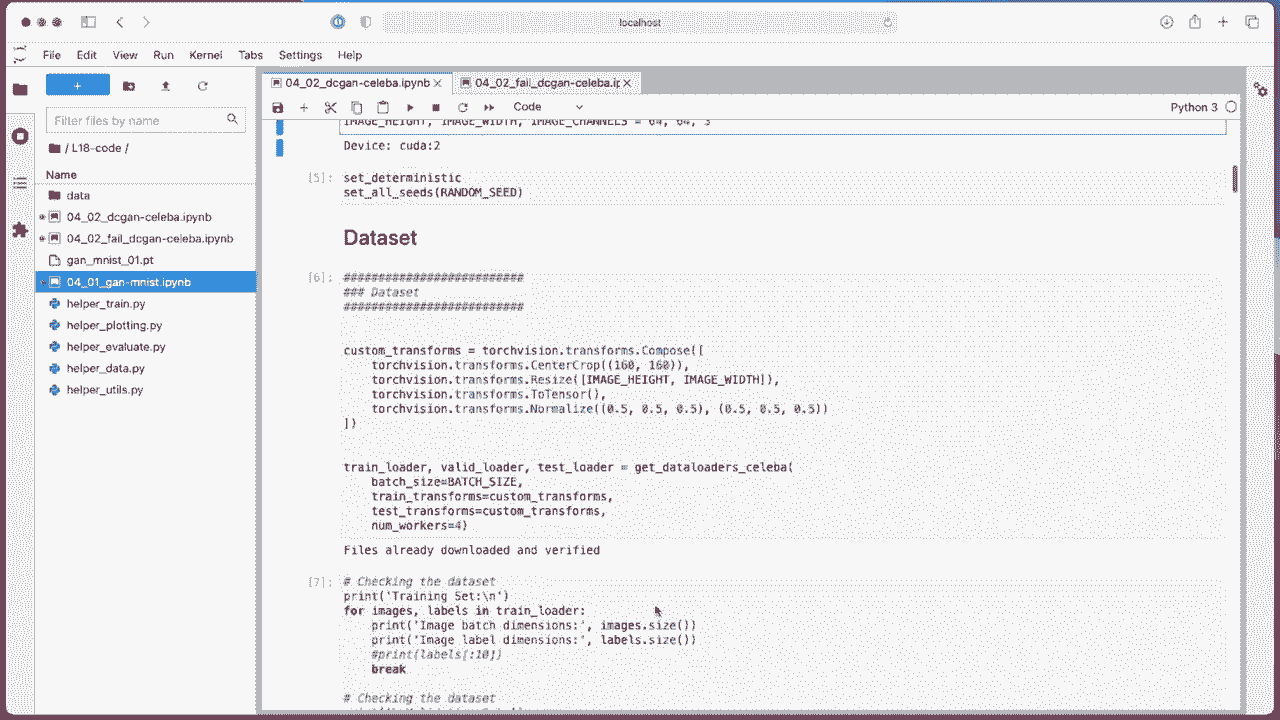 localhost
File Edit View Run Kernel Tabs Settings Help
+
Filter files by name
/ L18-code /
Name
data
04_02_dcgan-celeba.ipynb
04_02_fail_dcgan-celeba.ipynb
gan_mnist_01.pt
04_01_gan-mnist.ipynb
helper_train.py
helper_plotting.py
helper_evaluate.py
helper_data.py
helper_utils.py
04_02_dcgan-celeba.ipynb
04_02_fail_dcgan-celeba.ip
Code
Python 3
IMAGE_HEIGHT, IMAGE_WIDTH, IMAGE_CHANNELS = 64, 64, 3
Device: cuda:2
[5]: set_deterministic
set_all_seeds(RANDOM_SEED)
Dataset
[6]: ##########################
### Dataset
##########################
custom_transforms = torchvision.transforms.Compose([
torchvision.transforms.CenterCrop((160, 160)),
torchvision.transforms.Resize([IMAGE_HEIGHT, IMAGE_WIDTH]),
torchvision.transforms.ToTensor(),
torchvision.transforms.Normalize((0.5, 0.5, 0.5), (0.5, 0.5, 0.5))
])
train_loader, valid_loader, test_loader = get_dataloaders_celeba(
batch_size=BATCH_SIZE,
train_transforms=custom_transforms,
test_transforms=custom_transforms,
num_workers=4)
Files already downloaded and verified
[7]: # Checking the dataset
print('Training Set:\n')
for images, labels in train_loader:
print('Image batch dimensions:', images.size())
print('Image label dimensions:', labels.size())
#print(labels[:10])
break
# Checking the dataset